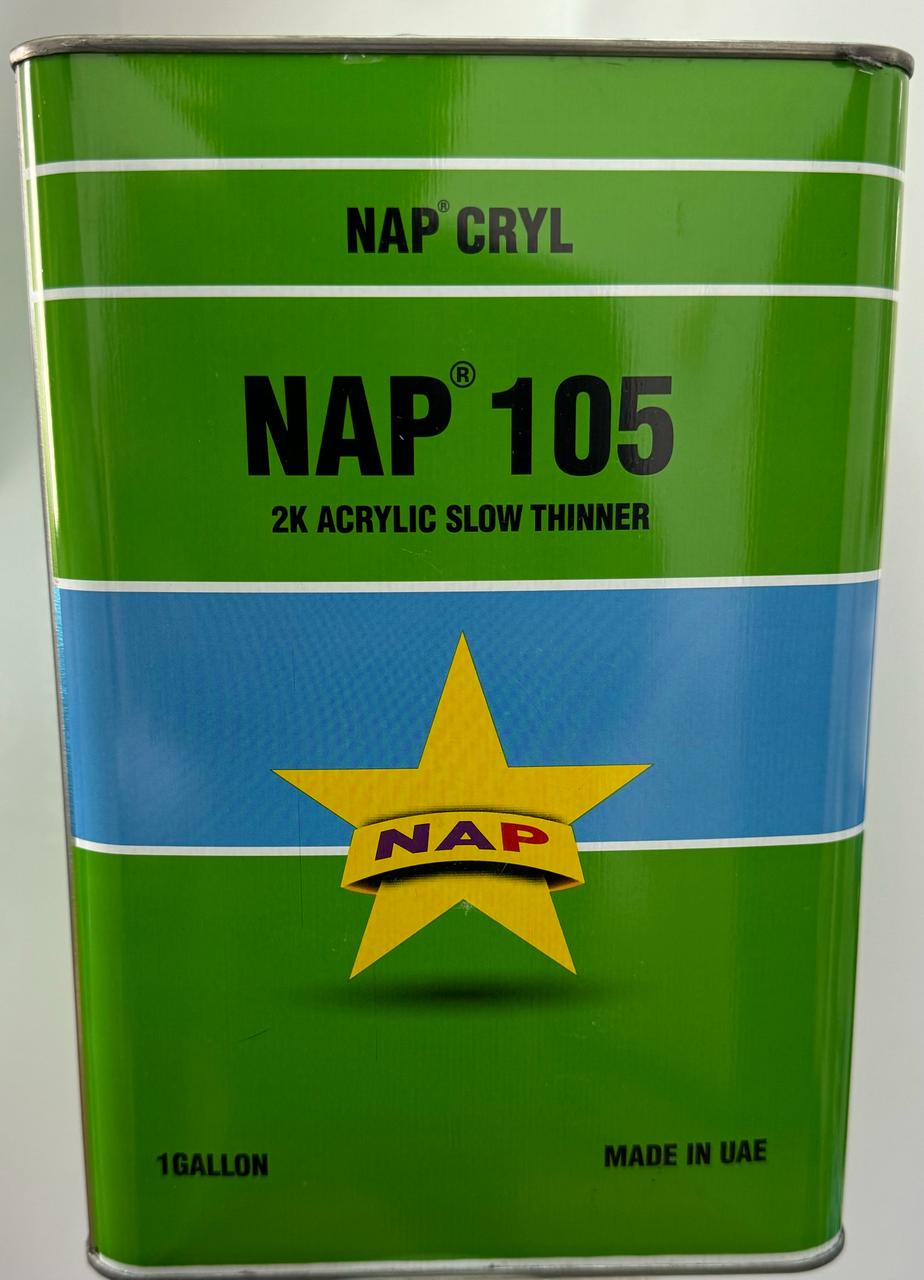 NAP® CRYL
NAP® 105
2K ACRYLIC SLOW THINNER
NAP
1GALLON
MADE IN UAE